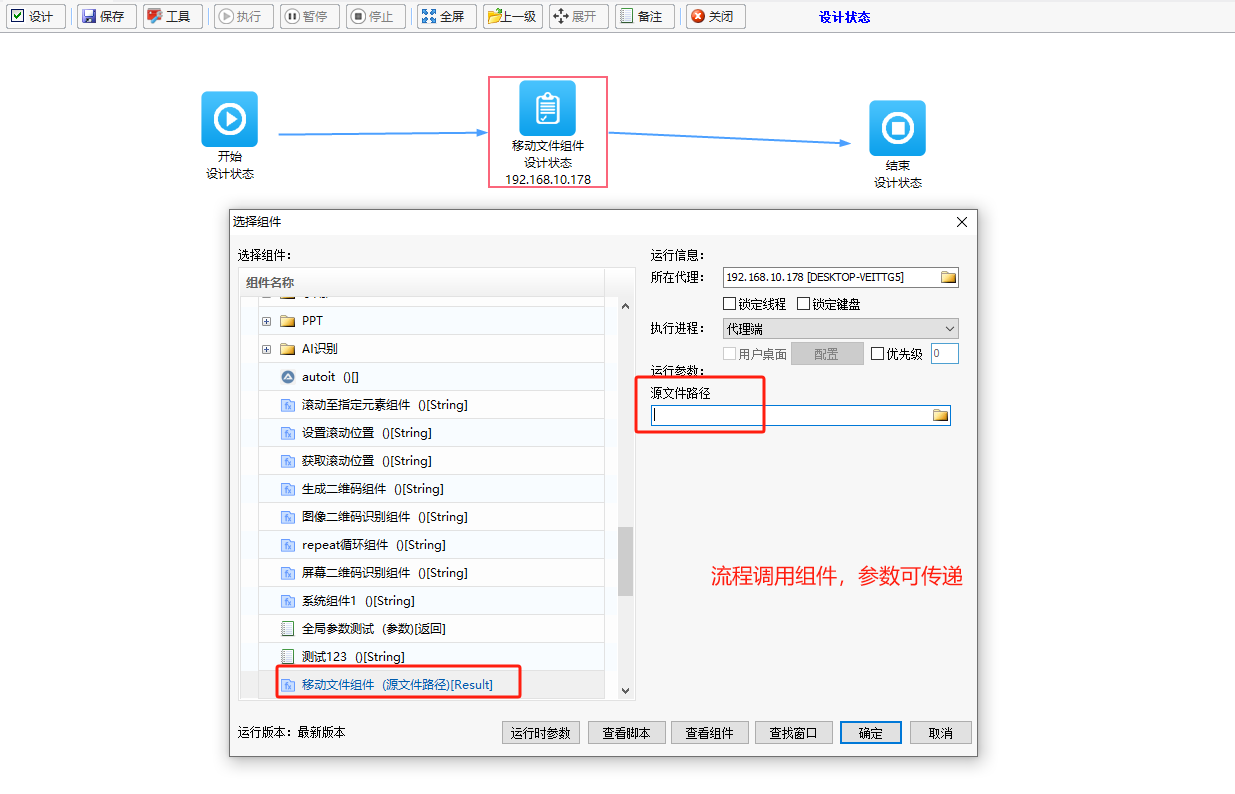 设计 保存 工具 执行 暂停 停止 全屏 上一级 展开 备注 关闭 设计状态
开始
设计状态
移动文件组件
设计状态
192.168.10.178
结束
设计状态
选择组件
选择组件：
组件名称
PPT
AI识别
autoit ()[]
滚动至指定元素组件 ()[String]
设置滚动位置 ()[String]
获取滚动位置 ()[String]
生成二维码组件 ()[String]
图像二维码识别组件 ()[String]
repeat循环组件 ()[String]
屏幕二维码识别组件 ()[String]
系统组件1 ()[String]
全局参数测试 (参数)[返回]
测试123 ()[String]
移动文件组件 (源文件路径)[Result]
运行信息：
所在代理： 192.168.10.178 [DESKTOP-VEITTG5]
锁定线程 锁定键盘
执行进程： 代理端
用户桌面 配置 优先级 0
运行参数：
源文件路径
流程调用组件，参数可传递
运行版本：最新版本
运行时参数 查看脚本 查看组件 查找窗口 确定 取消